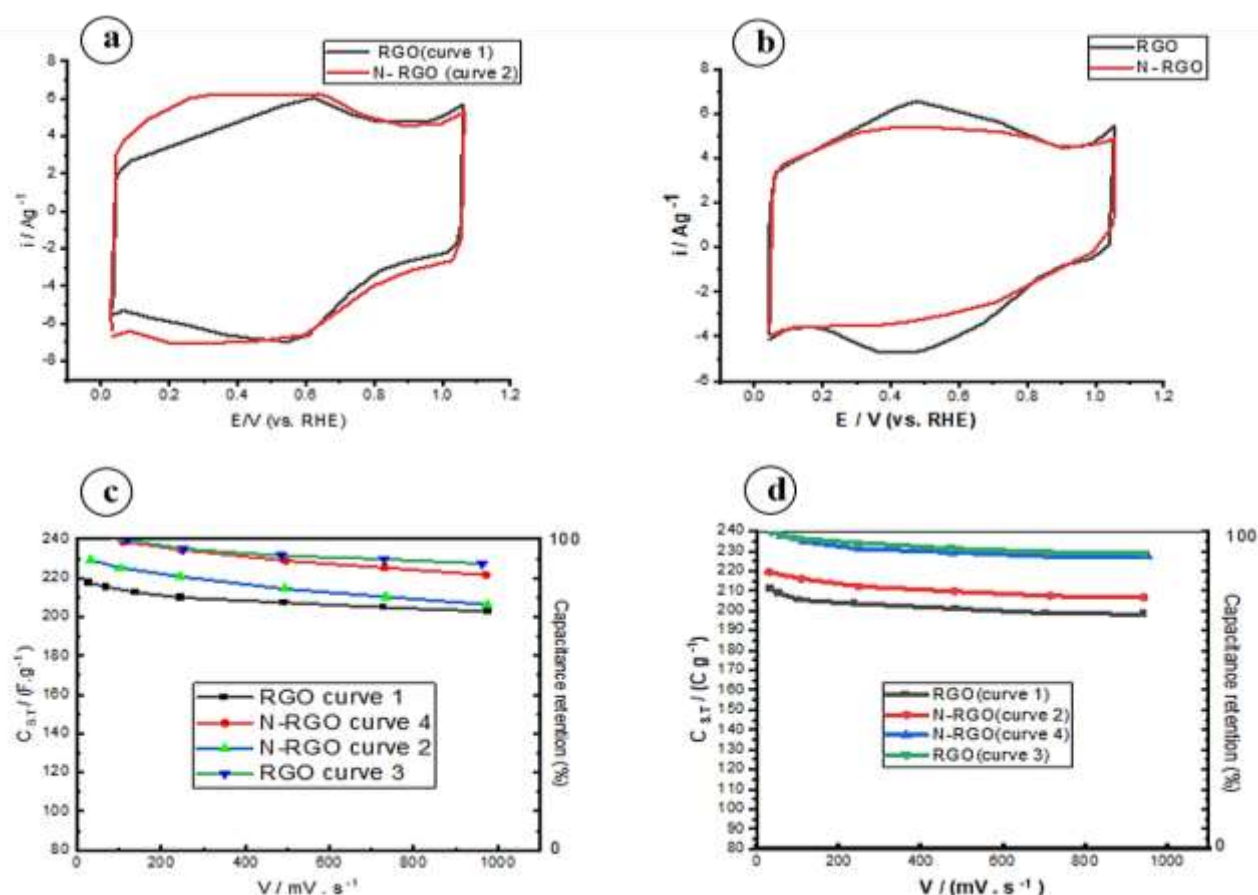 a
RGO(curve 1)
N- RGO (curve 2)
8
6
4
2
0
-2
-4
-6
-8
i / Ag-1
0.0 0.2 0.4 0.6 0.8 1.0 1.2
E/V (vs. RHE)
b
RGO
N - RGO
8
6
4
2
0
-2
-4
-6
i / Ag-1
0.0 0.2 0.4 0.6 0.8 1.0 1.2
E / V (vs. RHE)
c
240
220
200
180
160
220
140
120
100
80
C S.T / (F.g-1)
100
0
Capacitance retention (%)
RGO curve 1
N-RGO curve 4
N-RGO curve 2
RGO curve 3
0 200 400 600 800 1000
V / mV . s-1
d
240
230
220
210
200
190
180
170
160
150
140
130
120
110
100
90
80
C S.T / (C g-1)
100
0
Capacitance retention (%)
RGO(curve 1)
N-RGO(curve 2)
N-RGO(curve 4)
RGO(curve 3)
0 200 400 600 800 1000
V / (mV . s-1)